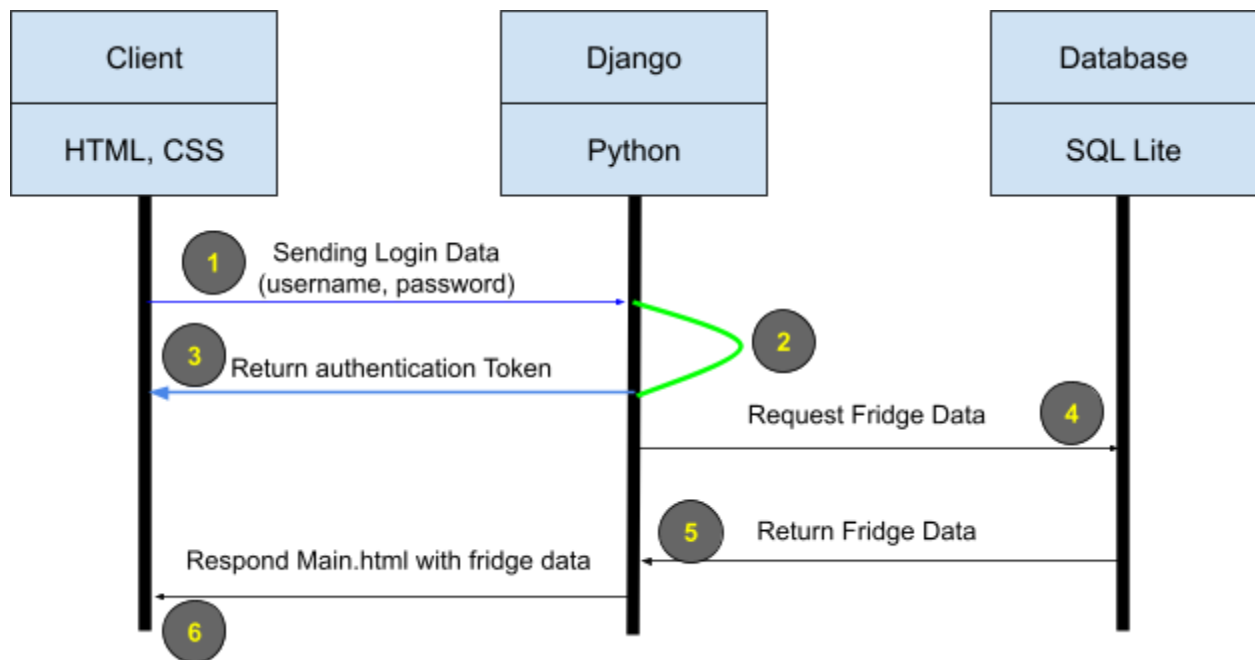 Client
Django
Database
HTML, CSS
Python
SQL Lite
1
Sending Login Data
(username, password)
2
3
Return authentication Token
Request Fridge Data
4
5
Return Fridge Data
Respond Main.html with fridge data
6